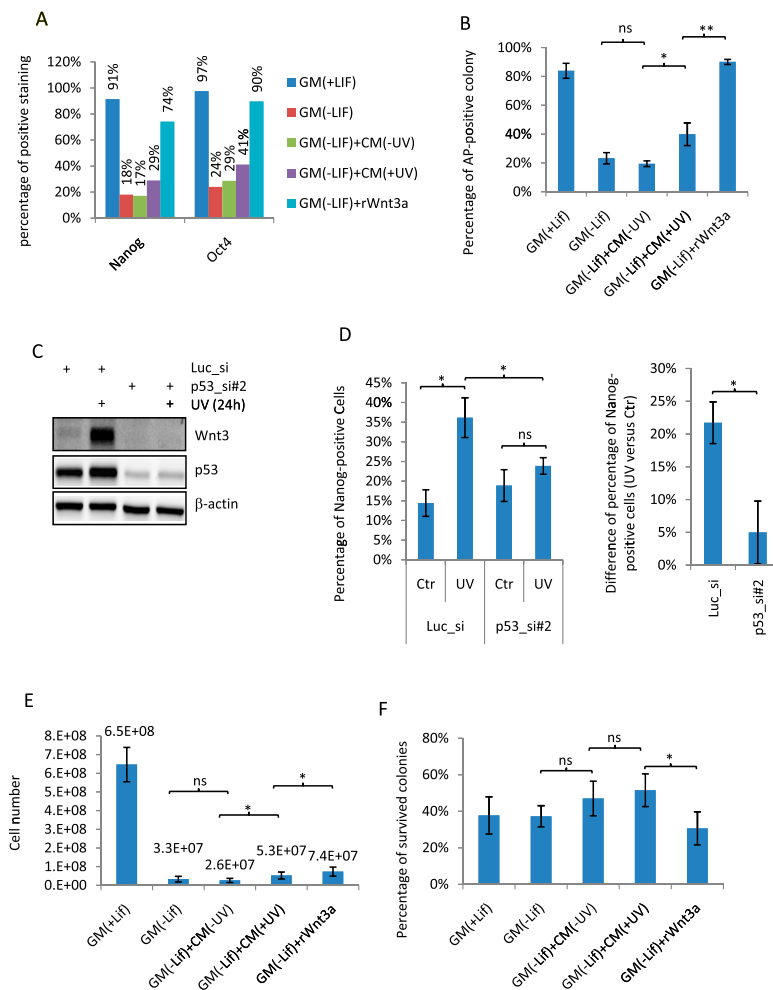 A
percentage of positive staining
120%
100%
80%
60%
40%
20%
0%
91%
18%
17%
29%
74%
97%
24%
29%
41%
90%
Nanog
Oct4
GM(+LIF)
GM(-LIF)
GM(-LIF)+CM(-UV)
GM(-LIF)+CM(+UV)
GM(-LIF)+rWnt3a
B
Percentage of AP-positive colony
100%
80%
60%
40%
20%
0%
ns
*
**
GM(+Lif)
GM(-Lif)
GM(-Lif)+CM(-UV)
GM(-Lif)+CM(+UV)
GM(-Lif)+rWnt3a
C
+ + Luc_si
+ + p53_si#2
+ + UV (24h)
Wnt3
p53
β-actin
D
Percentage of Nanog-positive Cells
45%
40%
35%
30%
25%
20%
15%
10%
5%
0%
*
*
ns
Ctr UV Ctr UV
Luc_si p53_si#2
Difference of percentage of Nanog-
positive cells (UV versus Ctr)
30%
25%
20%
15%
10%
5%
0%
*
Luc_si
p53_si#2
E
Cell number
8.E+08
7.E+08
6.E+08
5.E+08
4.E+08
3.E+08
2.E+08
1.E+08
0.E+00
6.5E+08
3.3E+07
2.6E+07
5.3E+07
7.4E+07
ns
*
*
GM(+Lif)
GM(-Lif)
GM(-Lif)+CM(-UV)
GM(-Lif)+CM(+UV)
GM(-Lif)+rWnt3a
F
Percentage of survived colonies
80%
60%
40%
20%
0%
ns
ns
*
GM(+Lif)
GM(-Lif)
GM(-Lif)+CM(-UV)
GM(-Lif)+CM(+UV)
GM(-Lif)+rWnt3a